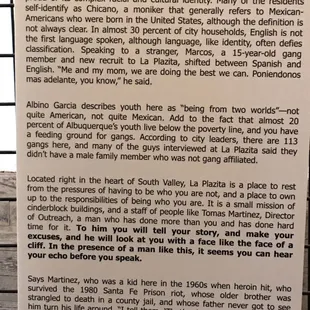 self-identify as Chicano, a moniker that generally refers to Mexican-
Americans who were born in the United States, although the definition is
not always clear. In almost 30 percent of city households, English is not
the first language spoken, although language, like identity, often defies
classification. Speaking to a stranger, Marcos, a 15-year-old gang
member and new recruit to La Plazita, shifted between Spanish and
English. “Me and my mom, we are doing the best we can. Poniendonos
mas adelante, you know,” he said.
Albino Garcia describes youth here as “being from two worlds”—not
quite American, not quite Mexican. Add to the fact that almost 20
percent of Albuquerque's youth live below the poverty line, and you have
a feeding ground for gangs. According to city leaders, there are 113
gangs here, and many of the guys interviewed at La Plazita said they
didn't have a male family member who was not gang affiliated.
Located right in the heart of South Valley, La Plazita is a place to rest
from the pressures of having to be who you are not, and a place to own
up to the responsibilities of being who you are. It is a small mission of
cinderblock buildings, and a staff of people like Tomas Martinez, Director
of Outreach, a man who has done more than you and has done hard
time for it. To him you will tell your story, and make your
excuses, and he will look at you with a face like the face of a
cliff. In the presence of a man like this, it seems you can hear
your echo before you speak.
Says Martinez, who was a kid here in the 1960s when heroin hit, who
survived the 1980 Santa Fe Prison riot, whose older brother was
strangled to death in a county jail, and whose father never got to see
him turn his life around, “I tell